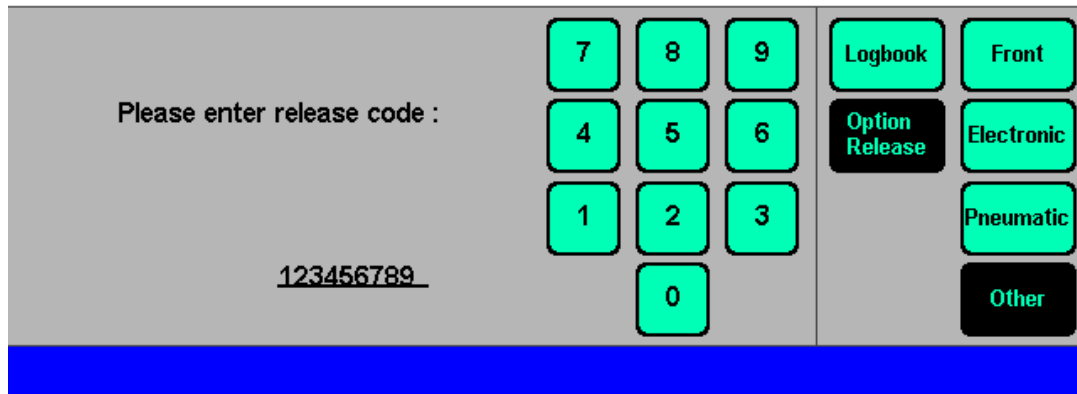 Please enter release code :
123456789_
7 8 9
4 5 6
1 2 3
0
Logbook
Option
Release
Front
Electronic
Pneumatic
Other